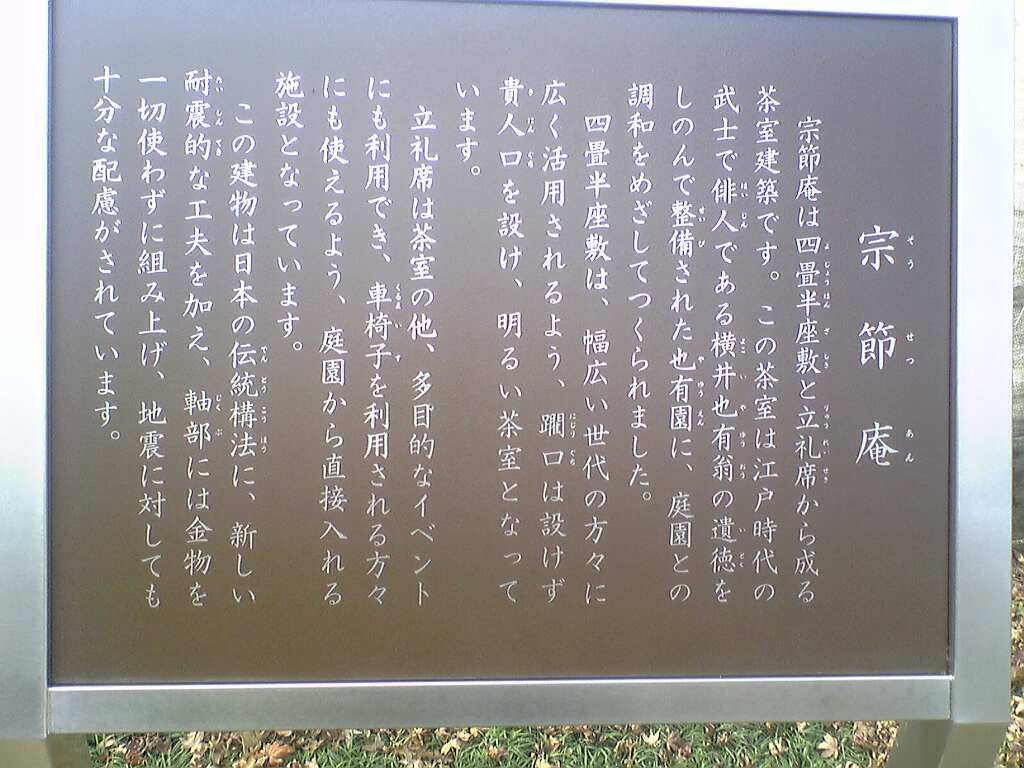 宗節庵
宗節庵は四畳半座敷と立礼席から成る
茶室建築です。この茶室は江戸時代の
武士で俳人である横井也有翁の遺徳を
しのんで整備された也有園に、庭園との
調和をめざしてつくられました。
四畳半座敷は、幅広い世代の方々に
広く活用されるよう、躙口は設けず
貴人口を設け、明るい茶室となって
います。
立礼席は茶室の他、多目的なイベント
にも利用でき、車椅子を利用される方々
にも使えるよう、庭園から直接入れる
施設となっています。
この建物は日本の伝統構法に、新しい
耐震的な工夫を加え、軸部には金物を
一切使わずに組み上げ、地震に対しても
十分な配慮がされています。